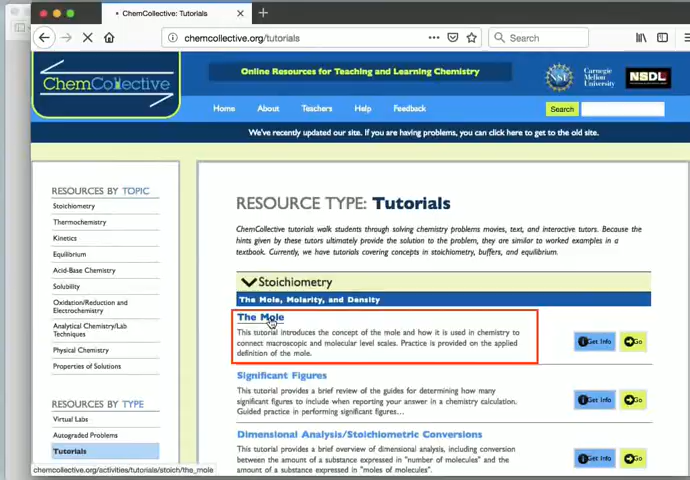 ChemCollective: Tutorials
chemcollective.org/tutorials
Search
ChemCollective
Online Resources for Teaching and Learning Chemistry
NSF
Carnegie
Mellon
University
NSDL
Home About Teachers Help Feedback
Search
We've recently updated our site. If you are having problems, you can click here to get to the old site.
RESOURCES BY TOPIC
Stoichiometry
Thermochemistry
Kinetics
Equilibrium
Acid-Base Chemistry
Solubility
Oxidation/Reduction and
Electrochemistry
Analytical Chemistry/Lab
Techniques
Physical Chemistry
Properties of Solutions
RESOURCES BY TYPE
Virtual Labs
Autograded Problems
Tutorials
RESOURCE TYPE: Tutorials
ChemCollective tutorials walk students through solving chemistry problems movies, text, and interactive tutors. Because the
hints given by these tutors ultimately provide the solution to the problem, they are similar to worked examples in a
textbook. Currently, we have tutorials covering concepts in stoichiometry, buffers, and equilibrium.
Stoichiometry
The Mole, Molarity, and Density
The Mole
This tutorial introduces the concept of the mole and how it is used in chemistry to
connect macroscopic and molecular level scales. Practice is provided on the applied
definition of the mole.
Get Info Go
Significant Figures
This tutorial provides a brief review of the guides for determining how many
significant figures to include when reporting your answer in a chemistry calculation.
Guided practice in performing significant figures...
Get Info Go
Dimensional Analysis/Stoichiometric Conversions
This tutorial provides a brief overview of dimensional analysis, including conversion
between the amount of a substance expressed in "number of molecules" and the
amount of a substance expressed in "moles of molecules".
Get Info Go
chemcollective.org/activities/tutorials/stoich/the_mole